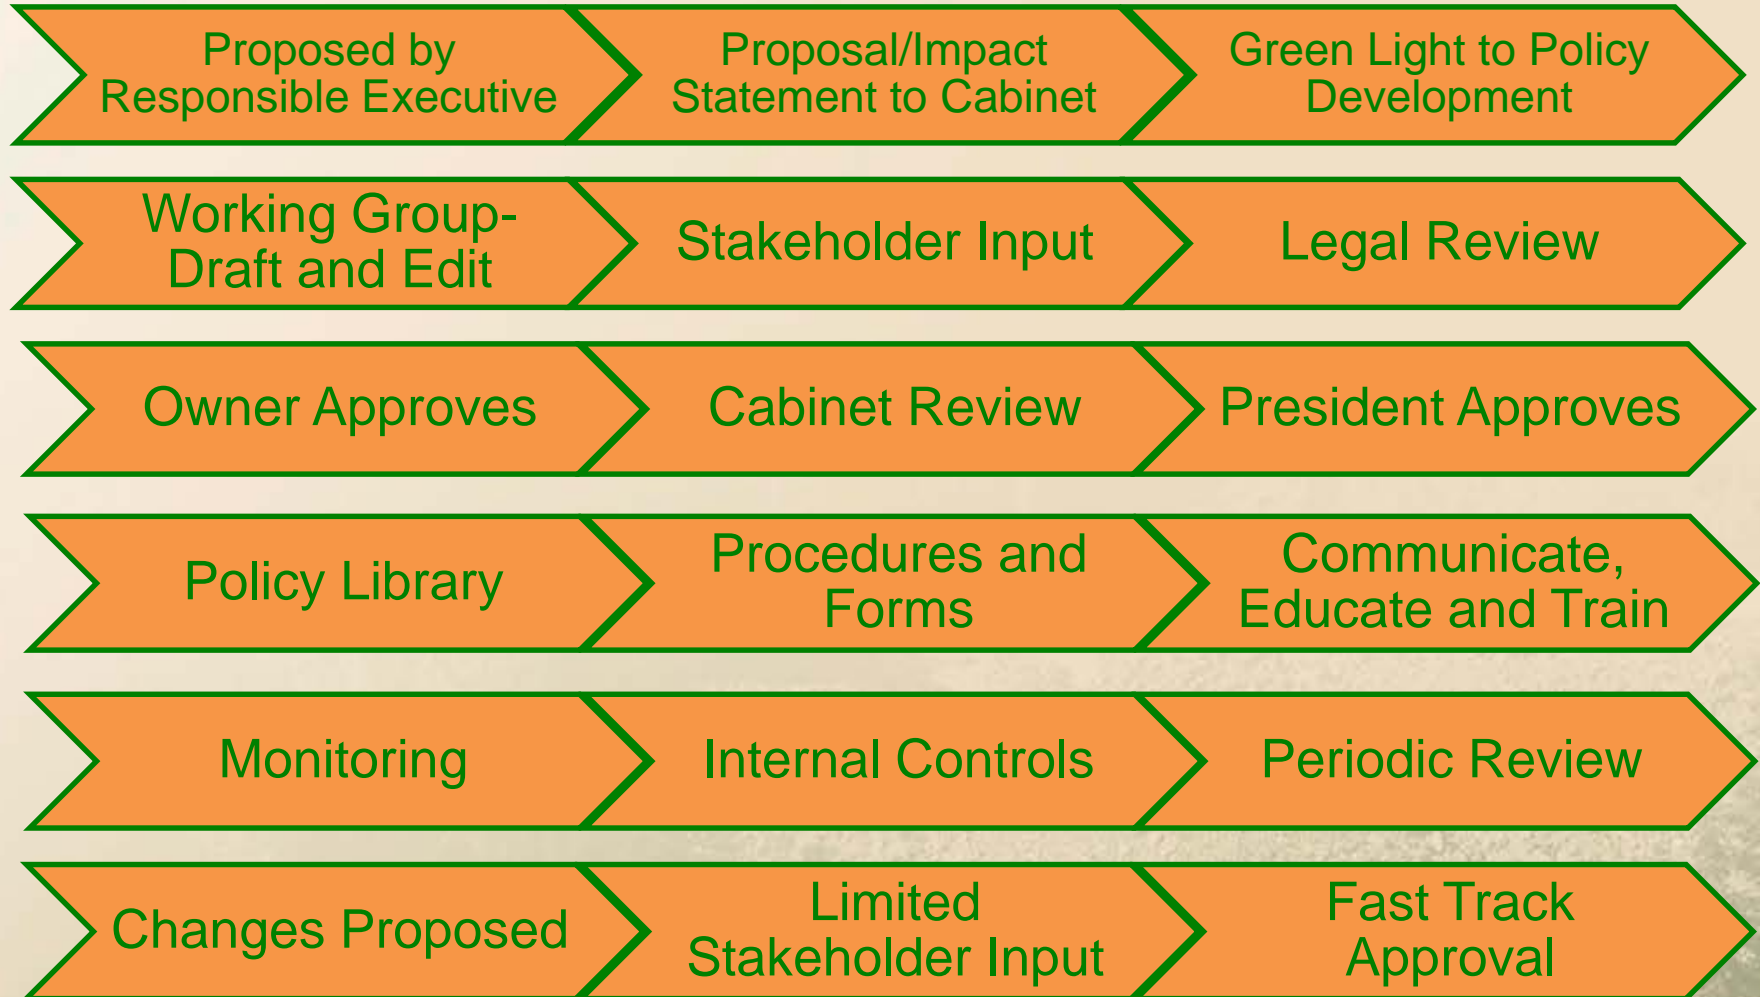 Proposed by
Responsible Executive
Proposal/Impact
Statement to Cabinet
Green Light to Policy
Development
Working Group-
Draft and Edit
Stakeholder Input
Legal Review
Owner Approves
Cabinet Review
President Approves
Policy Library
Procedures and
Forms
Communicate,
Educate and Train
Monitoring
Internal Controls
Periodic Review
Changes Proposed
Limited
Stakeholder Input
Fast Track
Approval